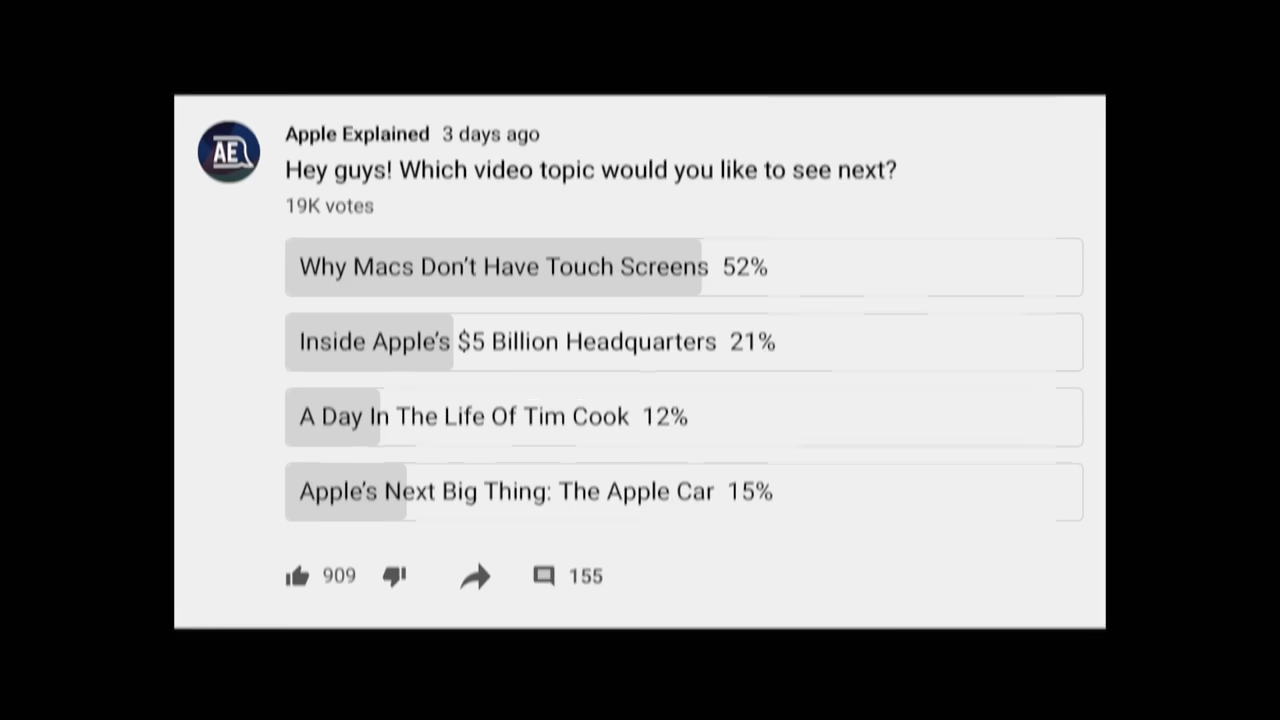 AE
Apple Explained 3 days ago
Hey guys! Which video topic would you like to see next?
19K votes
Why Macs Don't Have Touch Screens 52%
Inside Apple's $5 Billion Headquarters 21%
A Day In The Life Of Tim Cook 12%
Apple's Next Big Thing: The Apple Car 15%
909 155